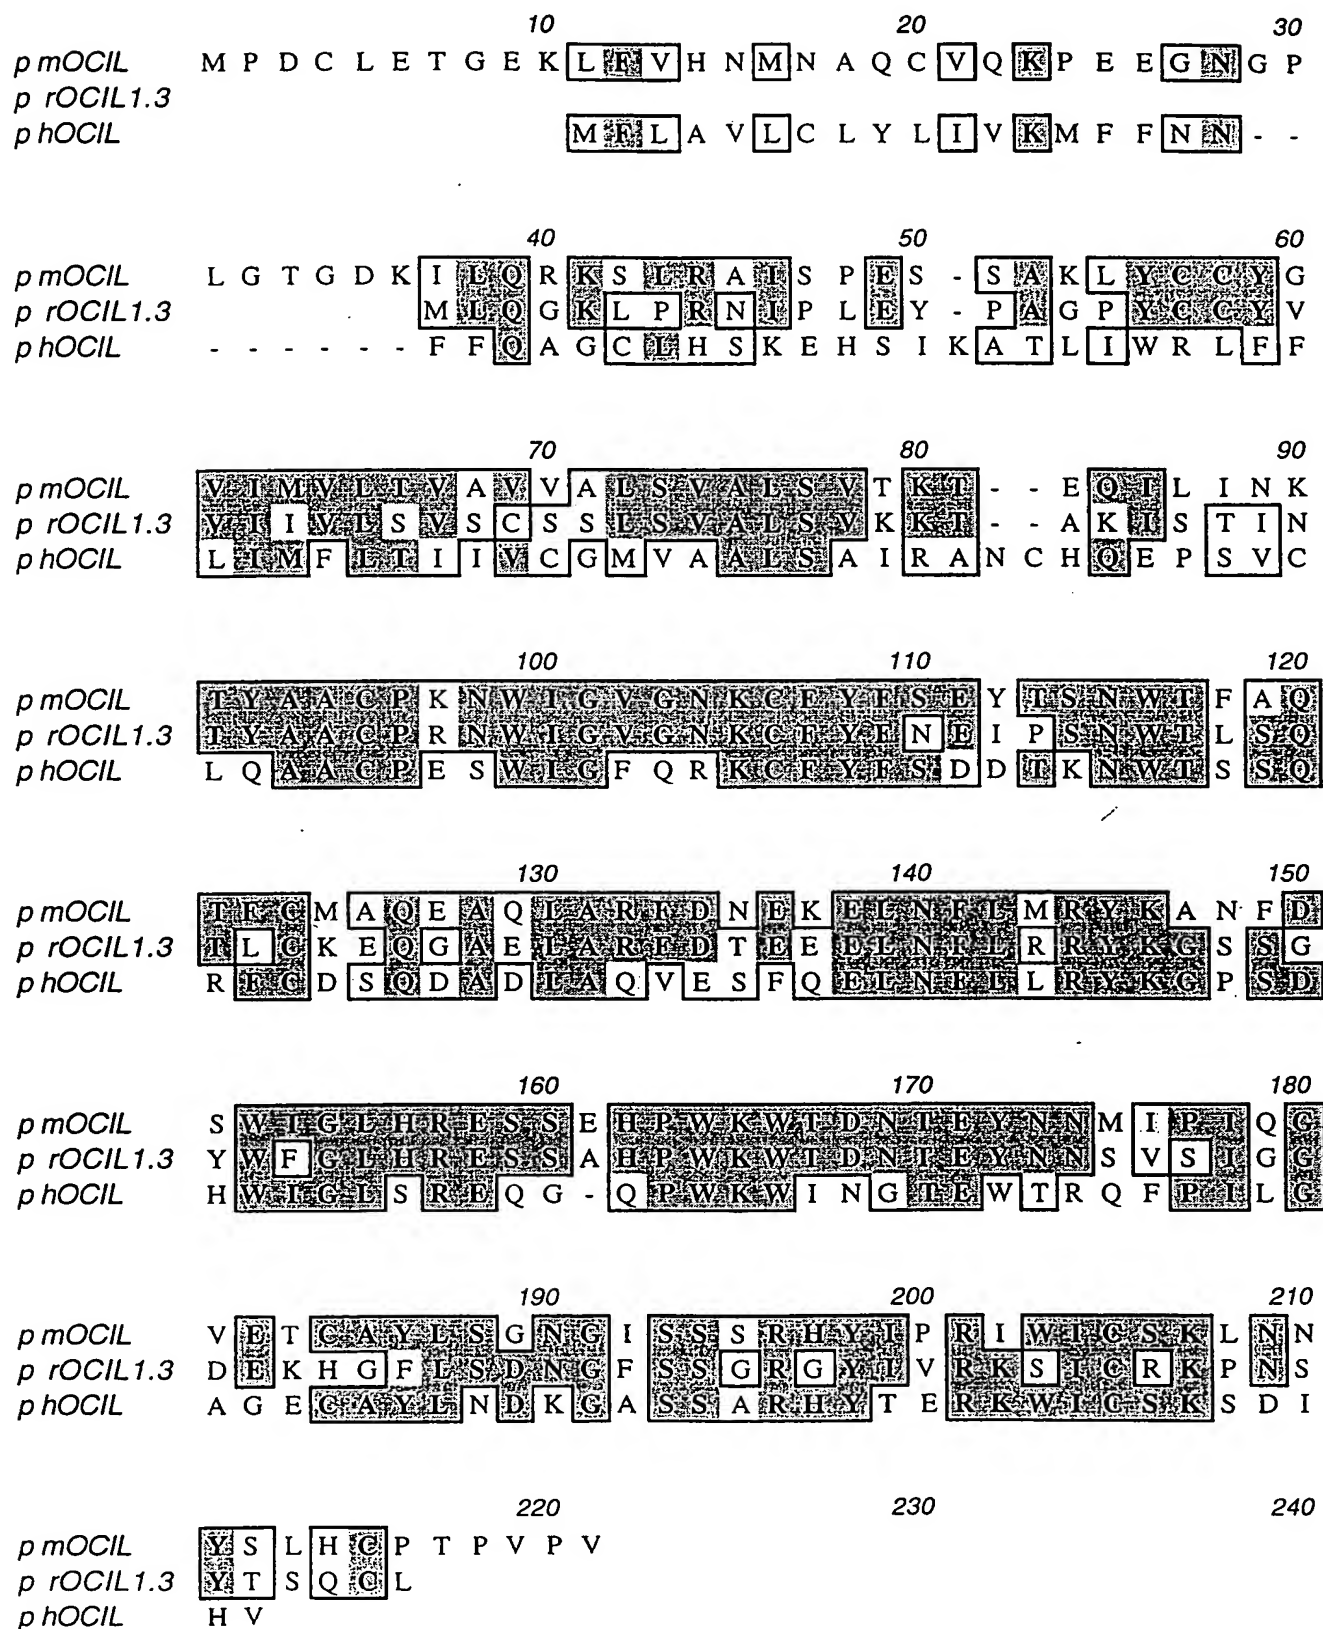 10 20 30
p mOCIL M P D C L E T G E K L E V H N M N A Q C V Q K P E E G N G P
p rOCIL1.3
p hOCIL M E L A V L C L Y L I V K M F F N N - -
40 50 60
p mOCIL L G T G D K I L Q R K S L R A I S P E S - S A K L Y C C Y G
p rOCIL1.3 M L Q G K L P R N I P L E Y - P A G P Y C C Y V
p hOCIL - - - - - - F F Q A G C L H S K E H S I K A T L I W R L F F
70 80 90
p mOCIL V I M V L T V A V V A L S V A L S V T K T - - E Q I L I N K
p rOCIL1.3 Y I I V L S V S C S S L S V A L S V K K T - - A K I S T I N
p hOCIL L I M F L T I I V C G M V A A L S A I R A N C H Q E P S V C
100 110 120
p mOCIL T Y A A C P K N W I G V G N K C F Y F S E Y T S N W T F A Q
p rOCIL1.3 T Y A A C P R N W I G V G N K C F Y F N E I P S N W T L S Q
p hOCIL L Q A A C P E S W I G F Q R K C F Y F S D D T K N W T S S Q
130 140 150
p mOCIL T F C M A Q E A Q L A R F D N E K E L N F L M R Y K A N F D
p rOCIL1.3 T L C K E Q G A E L A R F D T E E E L N F L R R Y K G S S G
p hOCIL R F C D S Q D A D L A Q V E S F Q E L N F L L R Y K G P S D
160 170 180
p mOCIL S W I G L H R E S S E H P W K W T D N T E Y N N M I P I Q G
p rOCIL1.3 Y W F G L H R E S S A H P W K W T D N T E Y N N S V S I G G
p hOCIL H W I G L S R E Q G - Q P W K W I N G T E W T R Q F P I L G
190 200 210
p mOCIL V E T C A Y L S G N G I S S S R H Y I P R I W I C S K L N N
p rOCIL1.3 D E K H G F L S D N G F S S G R G Y I V R K S I C R K P N S
p hOCIL A G E C A Y L N D K G A S S A R H Y T E R K W I C S K S D I
220 230 240
p mOCIL Y S L H C P T P V P V
p rOCIL1.3 Y T S Q C L
p hOCIL H V